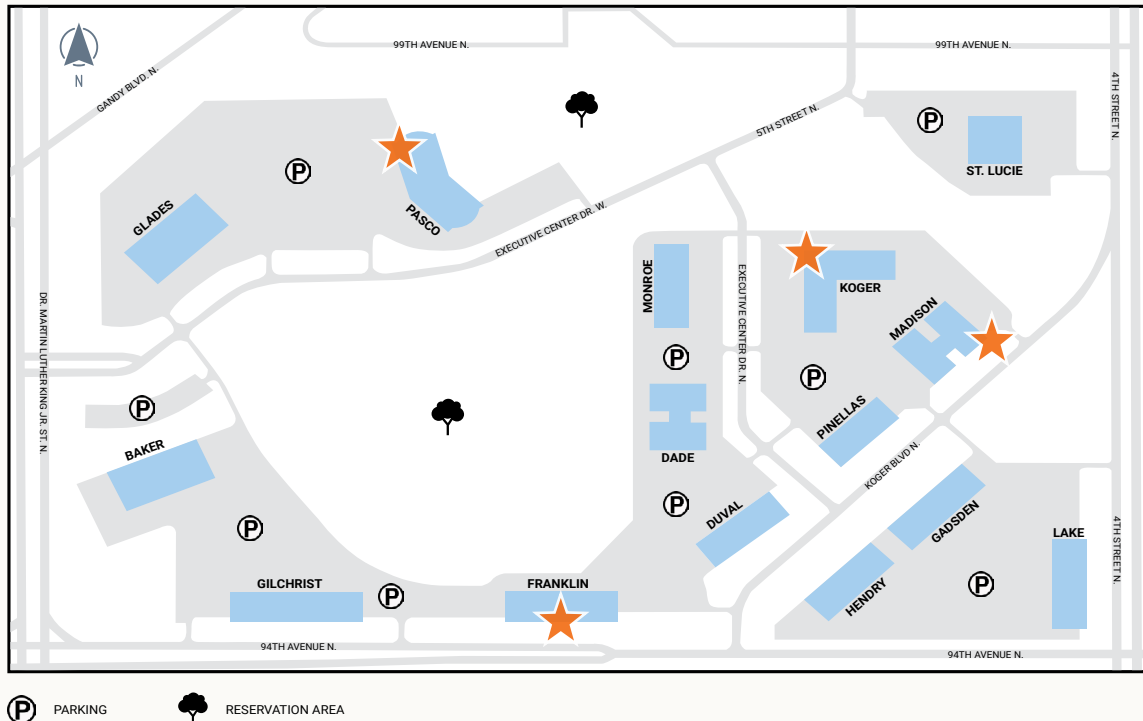 99TH AVENUE N.
99TH AVENUE N.
N
GANDY BLVD. N.
4TH STREET N.
5TH STREET N.
P
P
ST. LUCIE
PASCO
GLADES
EXECUTIVE CENTER DR. W.
MONROE
EXECUTIVE CENTER DR. N.
KOGER
MADISON
DR. MARTIN LUTHERRING JR. ST. N.
P
P
P
PINELLAS
BAKER
DADE
KOGER BLVD N.
P
DUVAL
P
GADSDEN
LAKE
4TH STREET N.
GILCHRIST
P
FRANKLIN
HENDRY
P
94TH AVENUE N.
94TH AVENUE N.
P PARKING
RESERVATION AREA